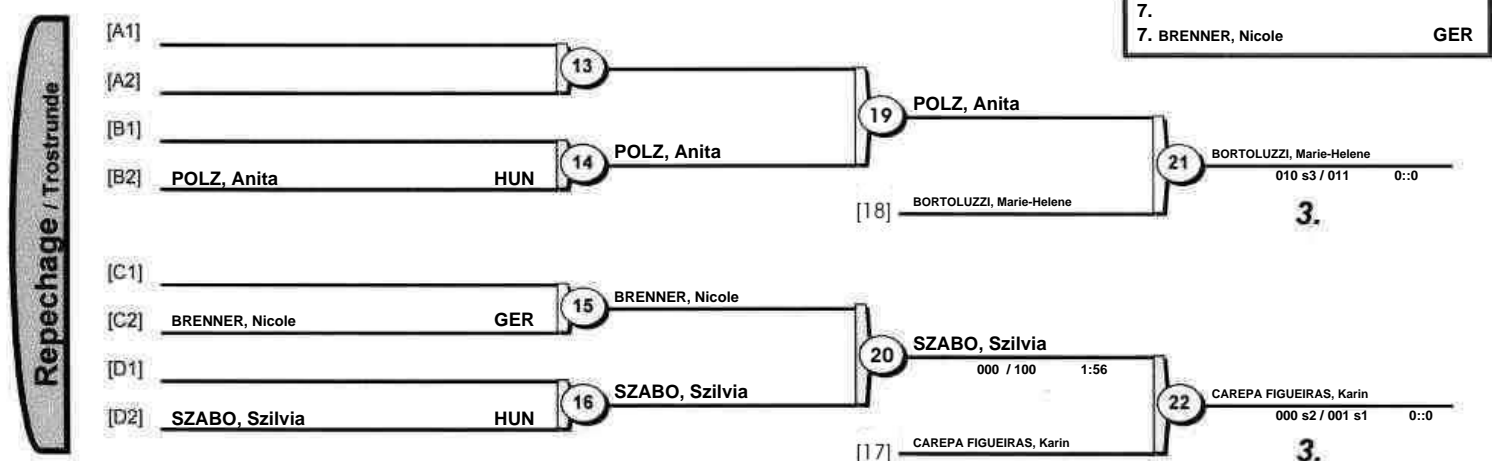 7.
7. BRENNER, Nicole GER
Repechage / Trostrunde
[A1]
13
[A2]
19 POLZ, Anita
[B1]
14 POLZ, Anita
[B2] POLZ, Anita HUN
21 BORTOLUZZI, Marie-Helene
010 s3 / 011 0::0
[18] BORTOLUZZI, Marie-Helene
3.
[C1]
15 BRENNER, Nicole
[C2] BRENNER, Nicole GER
20 SZABO, Szilvia
000 / 100 1:56
[D1]
16 SZABO, Szilvia
[D2] SZABO, Szilvia HUN
22 CAREPA FIGUEIRAS, Karin
000 s2 / 001 s1 0::0
[17] CAREPA FIGUEIRAS, Karin
3.